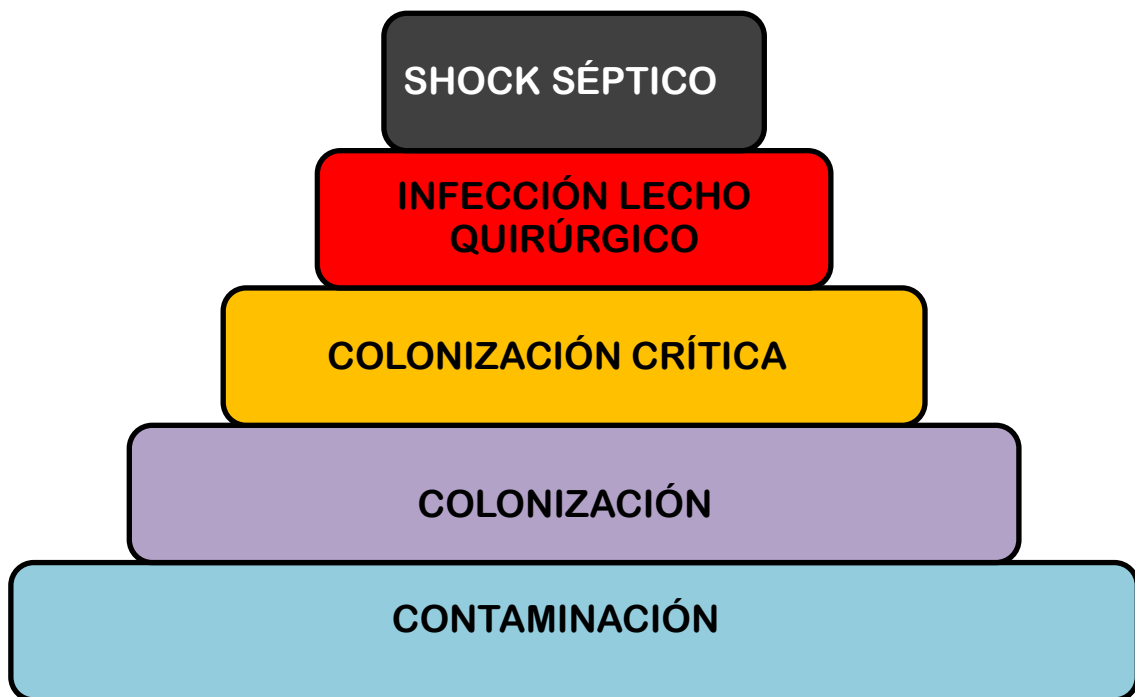 SHOCK SÉPTICO
INFECCIÓN LECHO
QUIRÚRGICO
COLONIZACIÓN CRÍTICA
COLONIZACIÓN
CONTAMINACIÓN